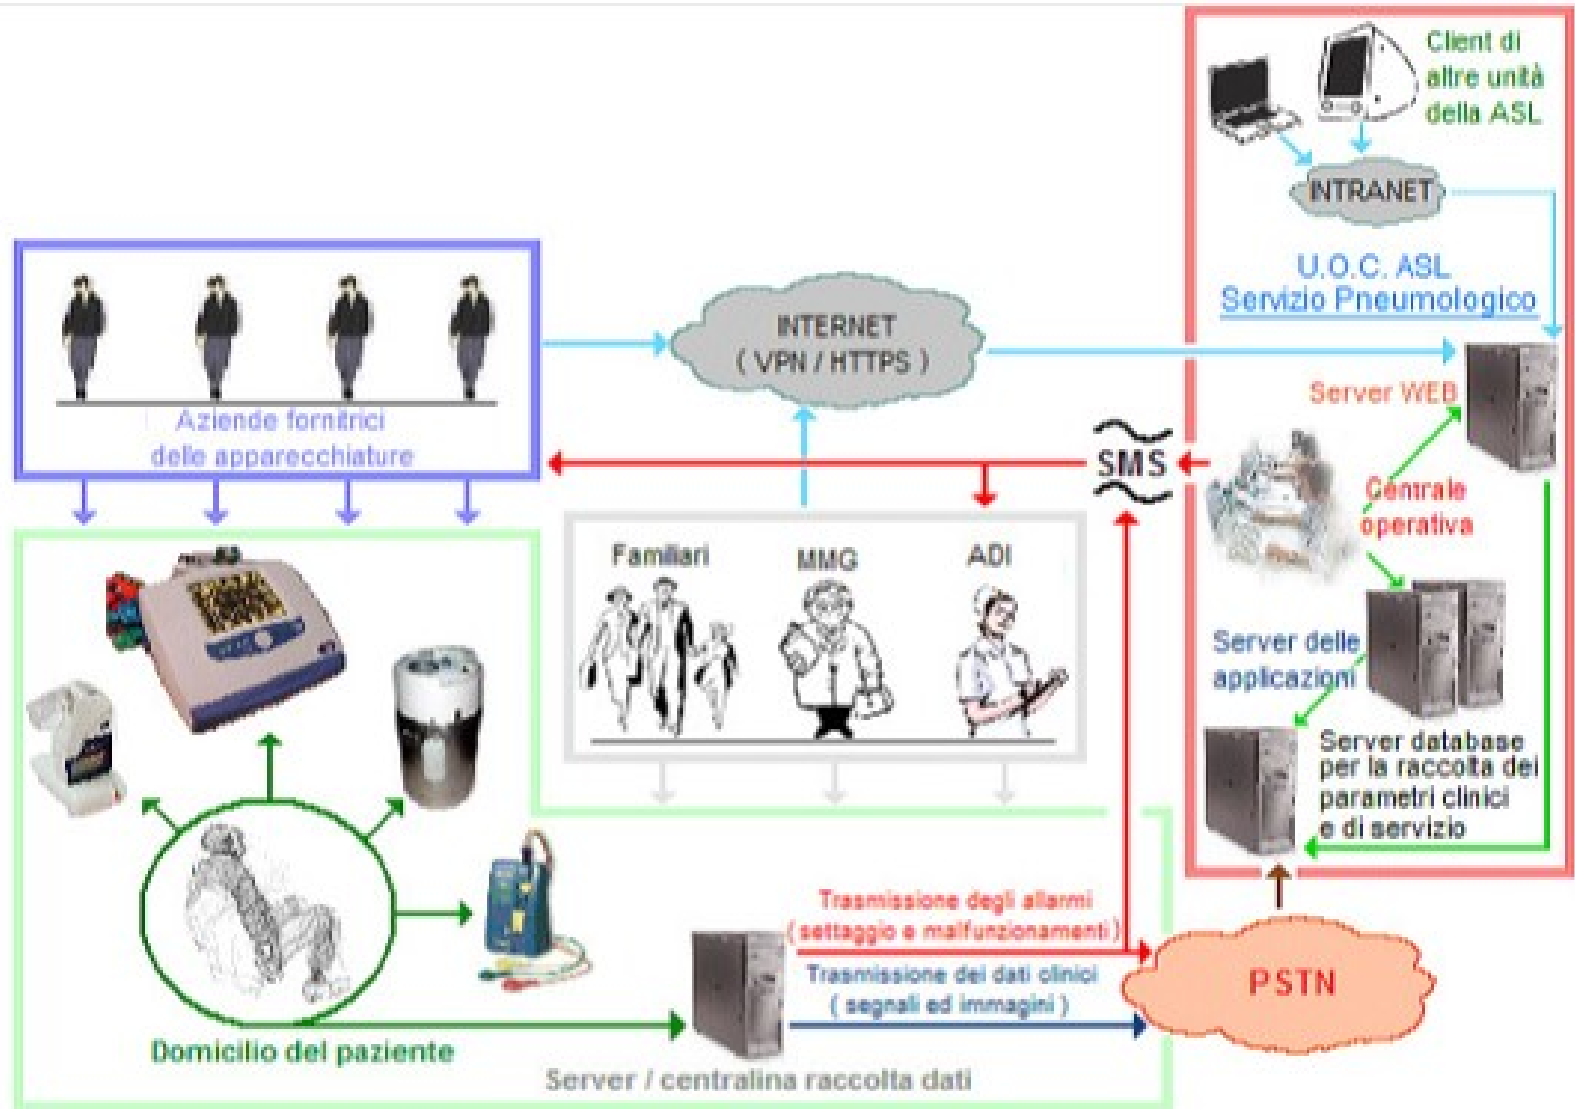 Client di
altre unità
della ASL
INTRANET
U.O.C. ASL
Servizio Pneumologico
INTERNET
( VPN / HTTPS )
Server WEB
Aziende fornitrici
delle apparecchiature
SMS
Centrale
operativa
Familiari
MMG
ADI
Server delle
applicazioni
Server database
per la raccolta dei
parametri clinici
e di servizio
Trasmissione degli allarmi
( settaggio e malfunzionamenti )
Trasmissione dei dati clinici
( segnali ed immagini )
PSTN
Domicilio del paziente
Server / centralina raccolta dati